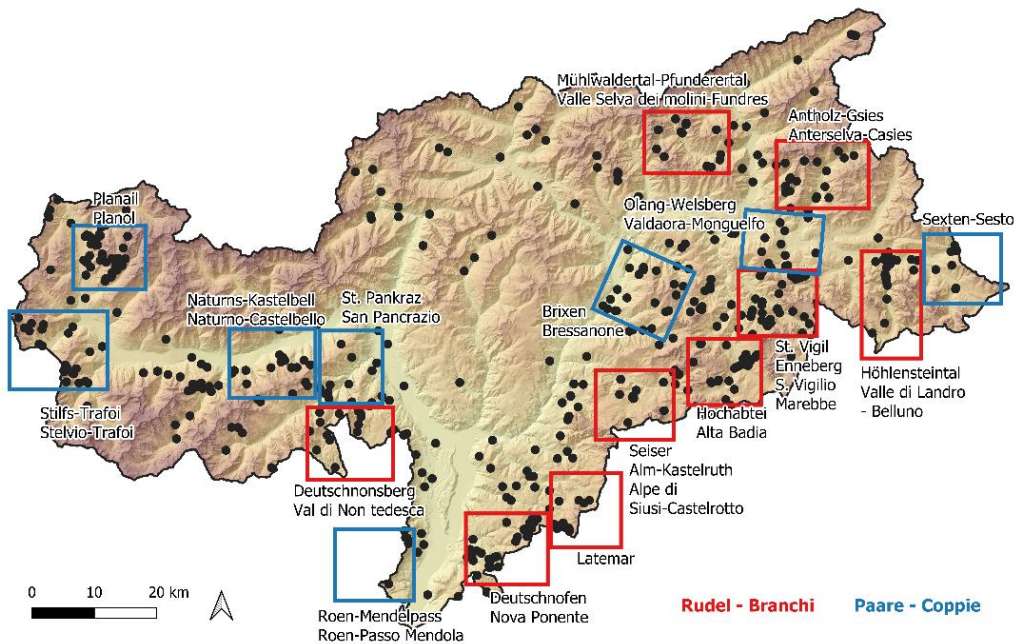 Mühlwaldertal-Pfunderertal
Valle Selva dei molini-Fundres
Antholz-Gsies
Anterselva-Casies
Planail
Planol
Olang-Welsberg
Valdaora-Monguelfo
Sexten-Sesto
Naturns-Kastelbell
Naturno-Castelbello
St. Pankraz
San Pancrazio
Brixen
Bressanone
Stilfs-Trafoi
Stelvio-Trafoi
St. Vigil
Enneberg
S. Vigilio
Marebbe
Höhlensteintal
Valle di Landro
- Belluno
Hochabtei
Alta Badia
Seiser
Alm-Kastelruth
Alpe di
Siusi-Castelrotto
Deutschnonsberg
Val di Non tedesca
Latemar
Deutschnofen
Nova Ponente
Roen-Mendelpass
Roen-Passo Mendola
0 10 20 km
Rudel - Branchi
Paare - Coppie